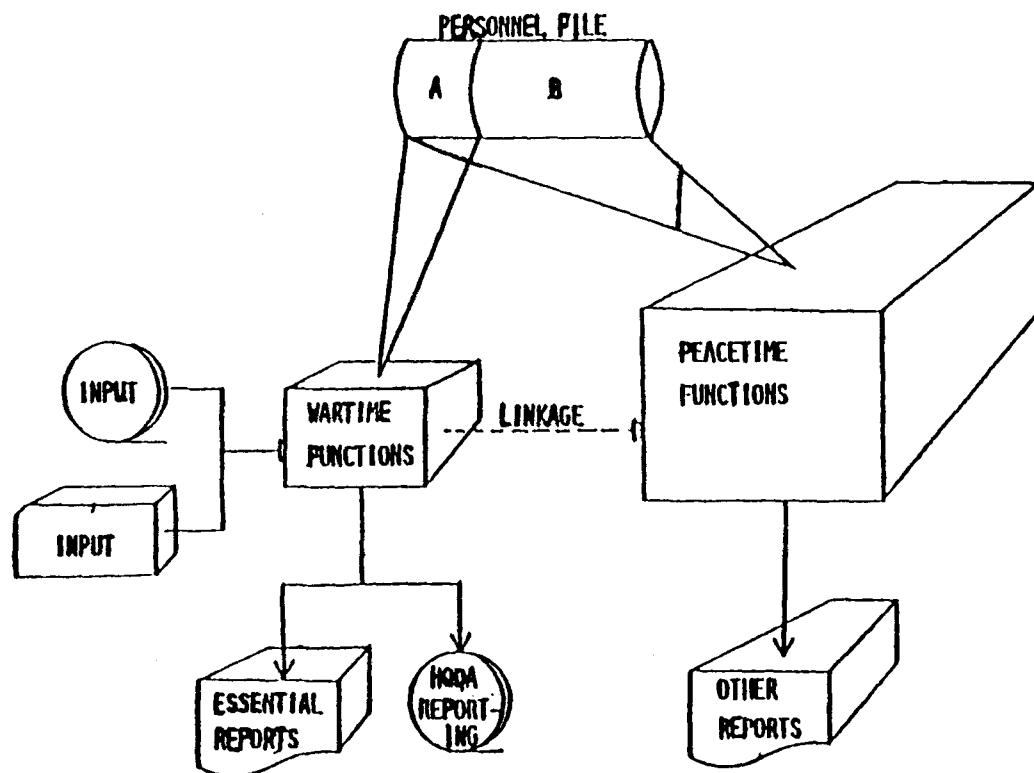 PERSONNEL FILE
A
B
PEACETIME
FUNCTIONS
INPUT
WARTIME
FUNCTIONS
LINKAGE
INPUT
ESSENTIAL
REPORTS
HQDA
REPORT-
ING
OTHER
REPORTS